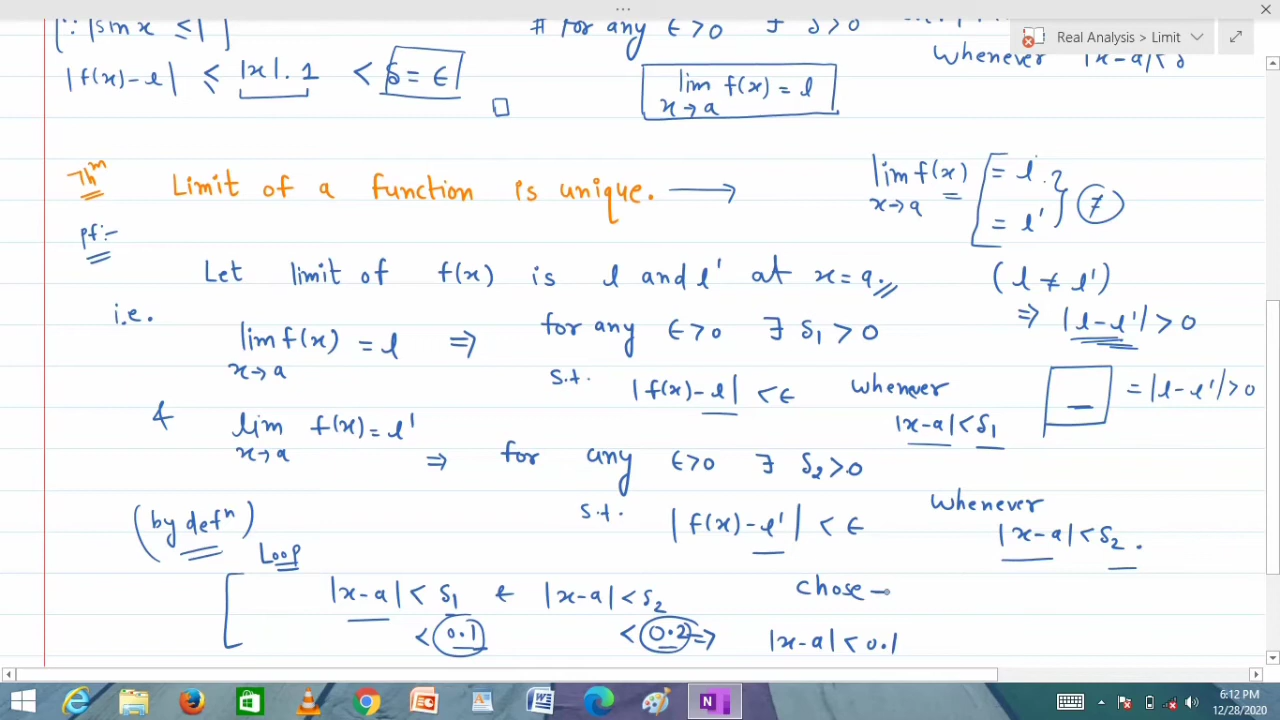 [∵ |sin x ≤ 1]
# for any ϵ>0 ∃ δ>0
Whenever |x-a|<δ
Real Analysis > Limit
|f(x)-l| ≤ |x|.1 < δ = ϵ
lim f(x) = l
x→a
Thm Limit of a function is unique. →
lim f(x) = l
x→a = l' ≠
pf:-
Let limit of f(x) is l and l' at x=a. (l ≠ l')
⇒ |l-l'|>0
i.e. lim f(x) = l ⇒ for any ϵ>0 ∃ δ1>0
x→a
s.t. |f(x)-l| <ϵ whenever = |l-l'|>0
|x-a|<δ1
& lim f(x)=l'
x→a ⇒ for any ϵ>0 ∃ δ2>0
(by defn) s.t. |f(x)-l'| < ϵ Whenever
|x-a|<δ2.
Loop
|x-a|<δ1 & |x-a|<δ2 chose -
<0.1 <0.2 ⇒ |x-a|<0.1
6:12 PM
12/28/2020